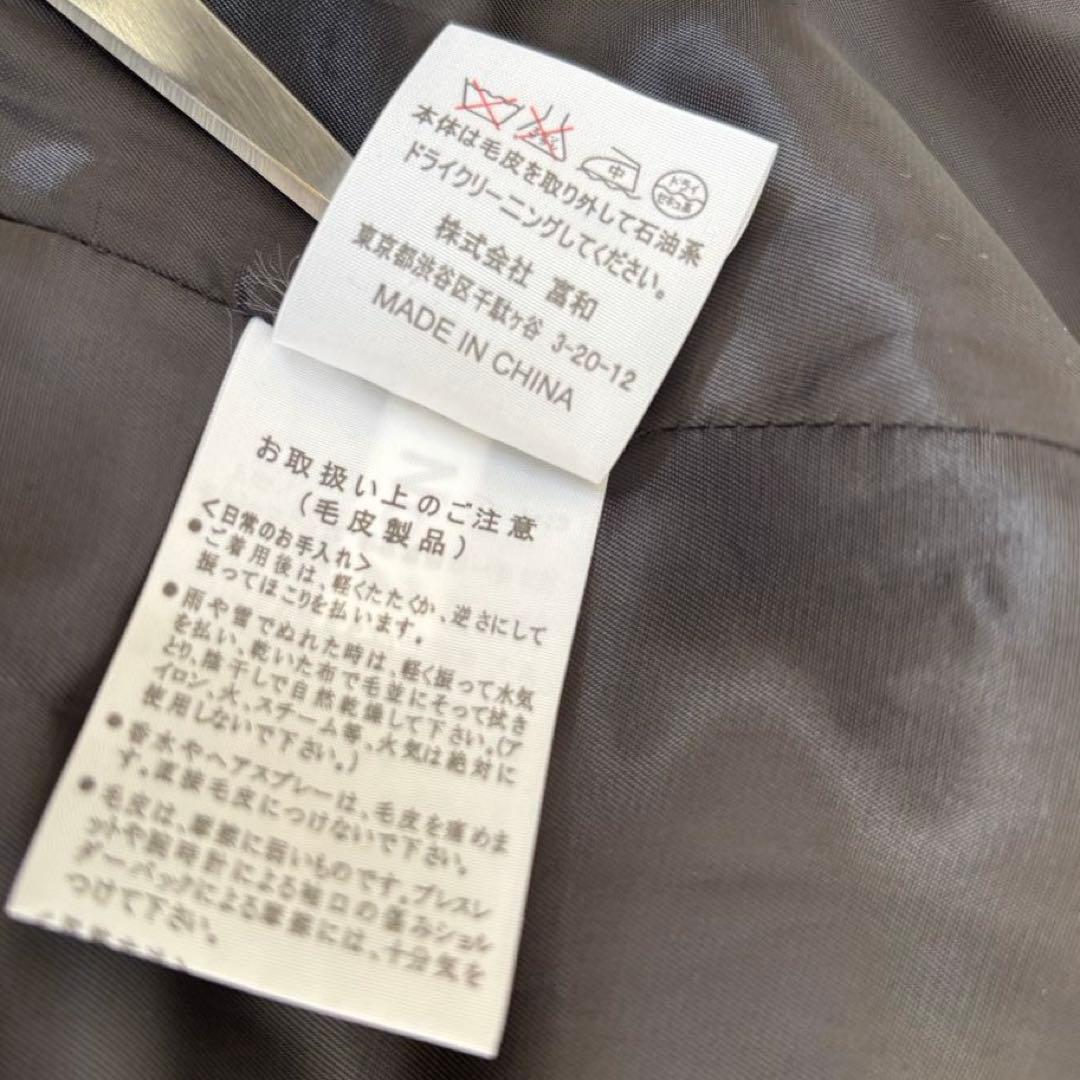 中
ドライ
セキユ系
本体は毛皮を取り外して石油系
ドライクリーニングしてください。
株式会社 富和
東京都渋谷区千駄ヶ谷 3-20-12
MADE IN CHINA
お取扱い上のご注意
(毛皮製品)
<日常のお手入れ>
●ご着用後は、軽くたたくか、逆さにして
振ってほこりを払います。
●雨や雪でぬれた時は、軽く振って水気
を払い、乾いた布で毛並にそって拭き
とり、陰干しで自然乾燥して下さい。(ア
イロン、火、スチーム等、火気は絶対に
使用しないで下さい。)
●香水やヘアスプレーは、毛皮を痛めま
す。直接毛皮につけないで下さい。
●毛皮は、摩擦に弱いものです。ブレスレ
ットや腕時計による袖口の傷みショル
ダーバックによる摩擦には、十分気を
つけて下さい。